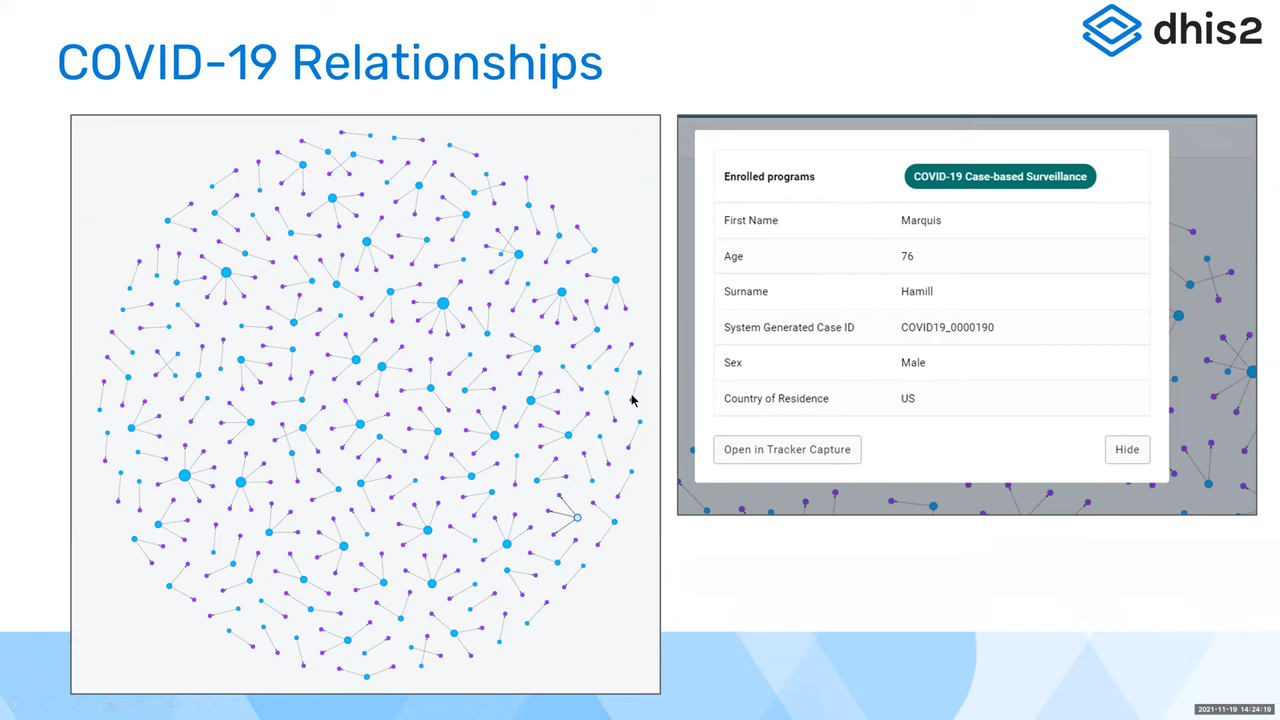 COVID-19 Relationships
dhis2
Enrolled programs COVID-19 Case-based Surveillance
First Name Marquis
Age 76
Surname Hamill
System Generated Case ID COVID19_0000190
Sex Male
Country of Residence US
Open in Tracker Capture Hide
2021-11-19 14:24:19